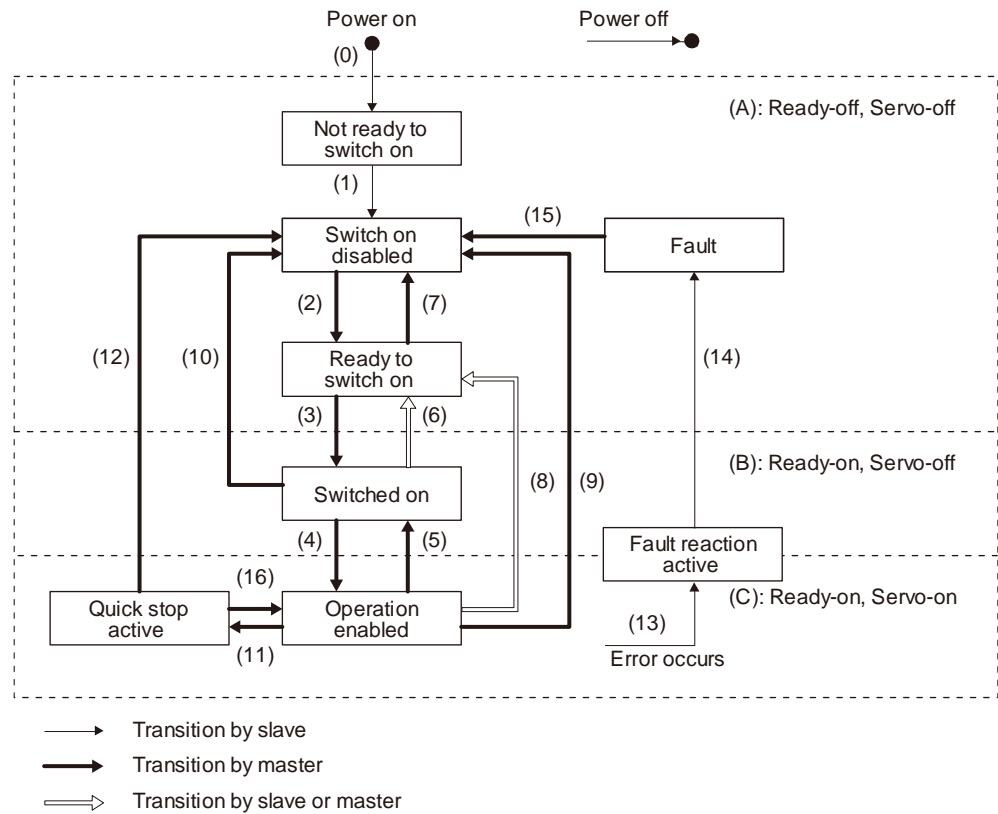 Power on
Power off
(0)
(A): Ready-off, Servo-off
Not ready to
switch on
(1)
(15)
Switch on
disabled
Fault
(2)
(7)
(12)
(10)
(14)
Ready to
switch on
(3)
(6)
(B): Ready-on, Servo-off
(8)
(9)
Switched on
(4)
(5)
Fault reaction
active
(16)
(C): Ready-on, Servo-on
Quick stop
active
Operation
enabled
(13)
(11)
Error occurs
Transition by slave
Transition by master
Transition by slave or master